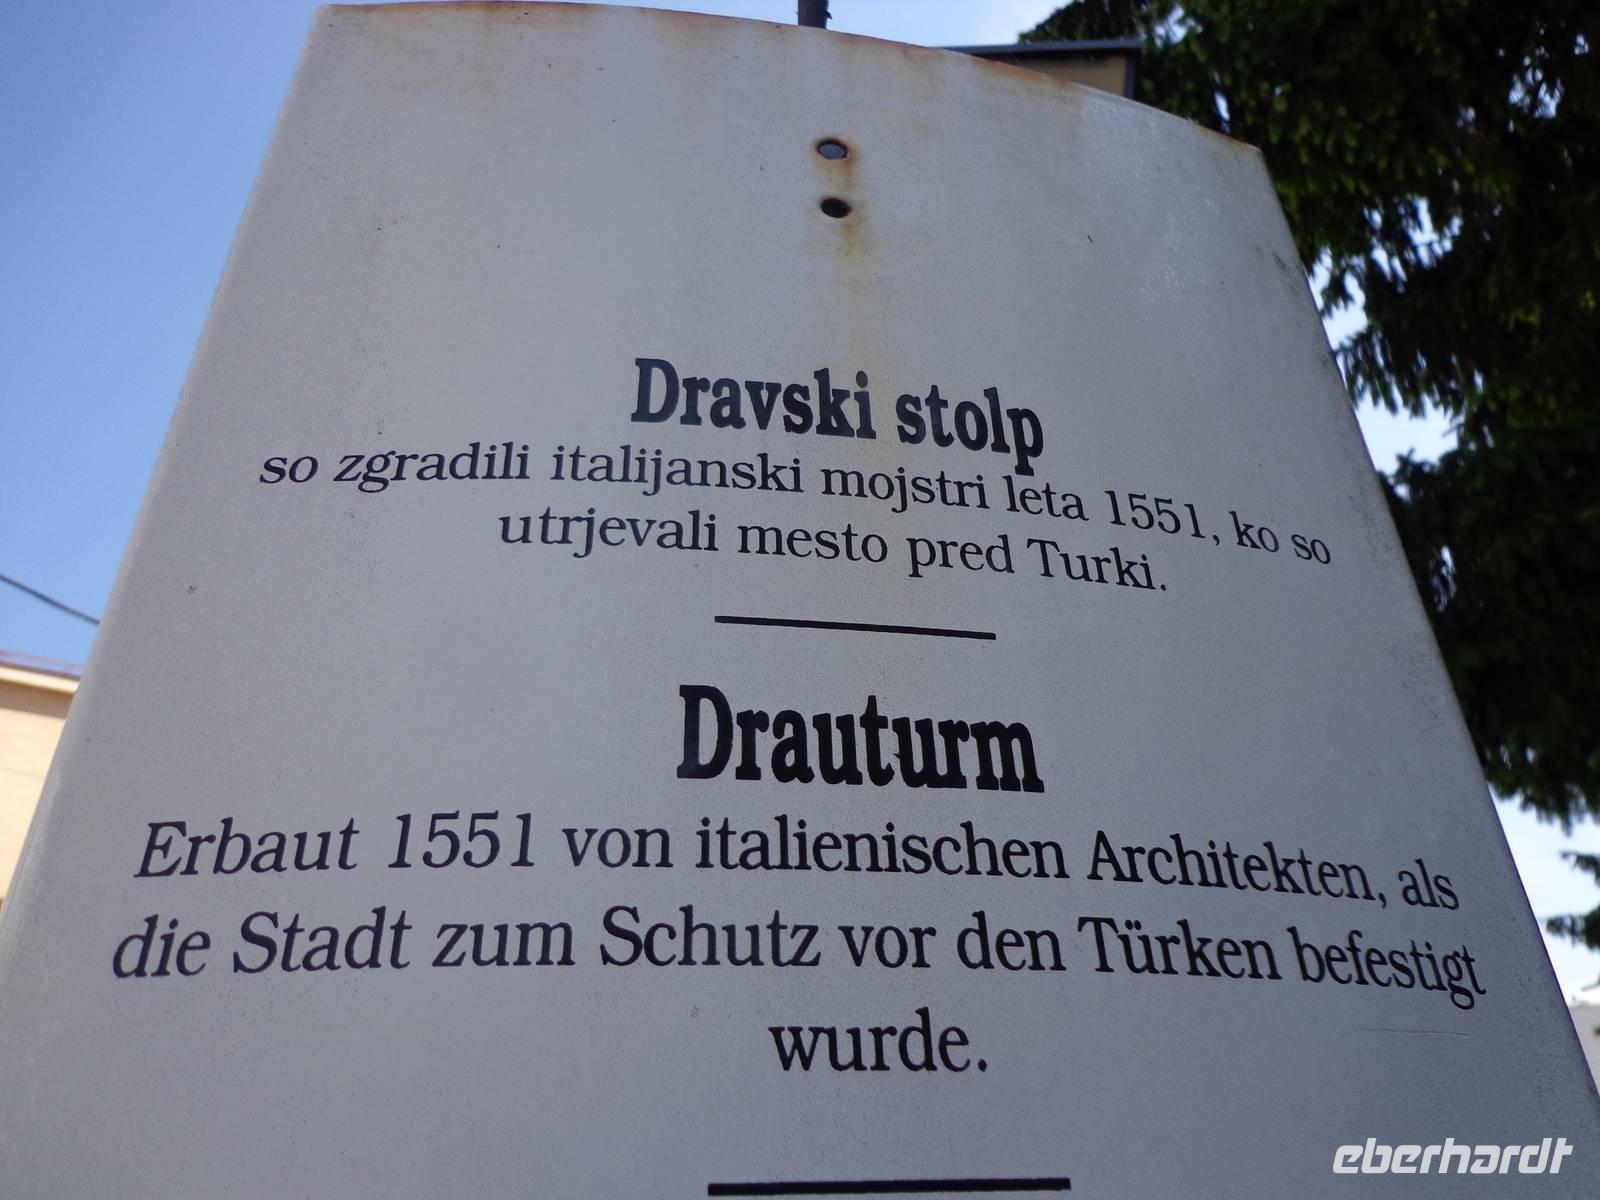 Dravski stolp
so zgradili italijanski mojstri leta 1551, ko so
utrjevali mesto pred Turki.
Drauturm
Erbaut 1551 von italienischen Architekten, als
die Stadt zum Schutz vor den Türken befestigt
wurde.
eberhardt